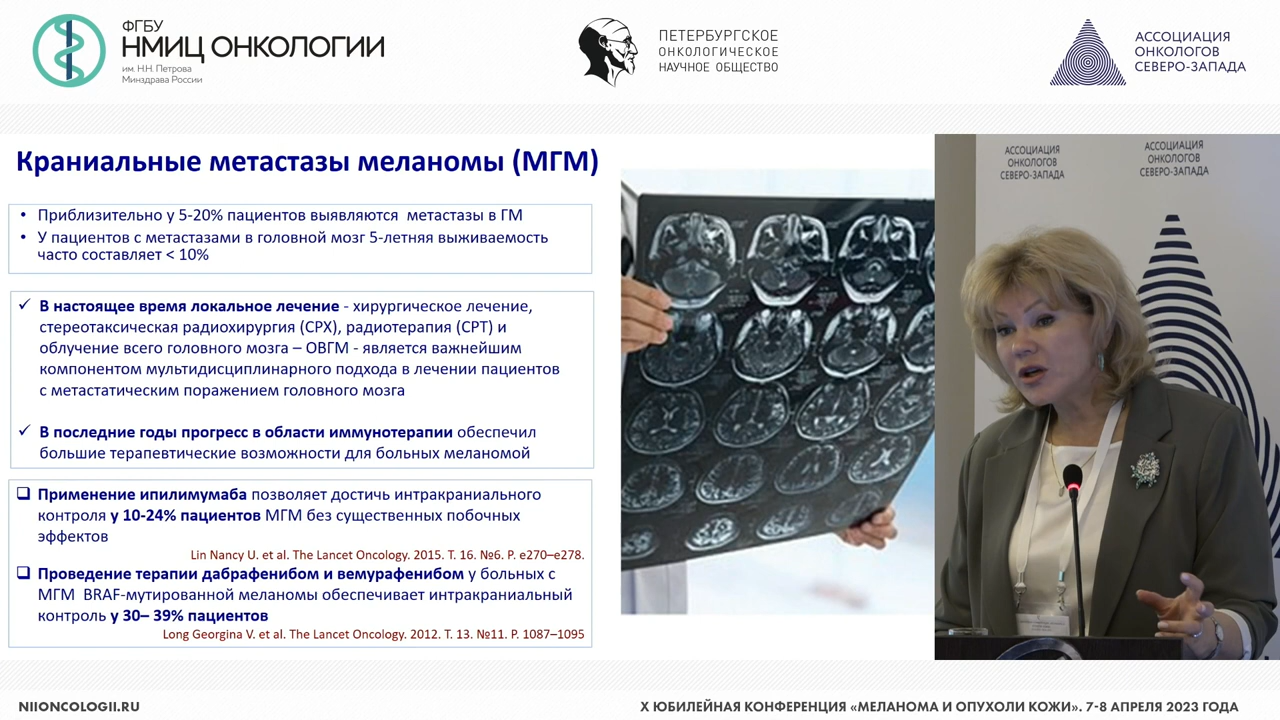 ФГБУ
НМИЦ ОНКОЛОГИИ
им. Н.Н. Петрова
Минздрава России
ПЕТЕРБУРГСКОЕ
ОНКОЛОГИЧЕСКОЕ
НАУЧНОЕ ОБЩЕСТВО
АССОЦИАЦИЯ
ОНКОЛОГОВ
СЕВЕРО-ЗАПАДА
Краниальные метастазы меланомы (МГМ)
• Приблизительно у 5-20% пациентов выявляются метастазы в ГМ
• У пациентов с метастазами в головной мозг 5-летняя выживаемость
часто составляет < 10%
✓ В настоящее время локальное лечение - хирургическое лечение,
стереотаксическая радиохирургия (СРХ), радиотерапия (СРТ) и
облучение всего головного мозга – ОВГМ - является важнейшим
компонентом мультидисциплинарного подхода в лечении пациентов
с метастатическим поражением головного мозга
✓ В последние годы прогресс в области иммунотерапии обеспечил
большие терапевтические возможности для больных меланомой
❑ Применение ипилимумаба позволяет достичь интракраниального
контроля у 10-24% пациентов МГМ без существенных побочных
эффектов
Lin Nancy U. et al. The Lancet Oncology. 2015. Т. 16. №6. P. e270–e278.
❑ Проведение терапии дабрафенибом и вемурафенибом у больных с
МГМ BRAF-мутированной меланомы обеспечивает интракраниальный
контроль у 30– 39% пациентов
Long Georgina V. et al. The Lancet Oncology. 2012. Т. 13. №11. P. 1087–1095
АССОЦИАЦИЯ
ОНКОЛОГОВ
СЕВЕРО-ЗАПАДА
АССОЦИАЦИЯ
ОНКОЛОГОВ
СЕВЕРО-ЗАПАДА
NIIONCOLOGII.RU
X ЮБИЛЕЙНАЯ КОНФЕРЕНЦИЯ «МЕЛАНОМА И ОПУХОЛИ КОЖИ». 7-8 АПРЕЛЯ 2023 ГОДА